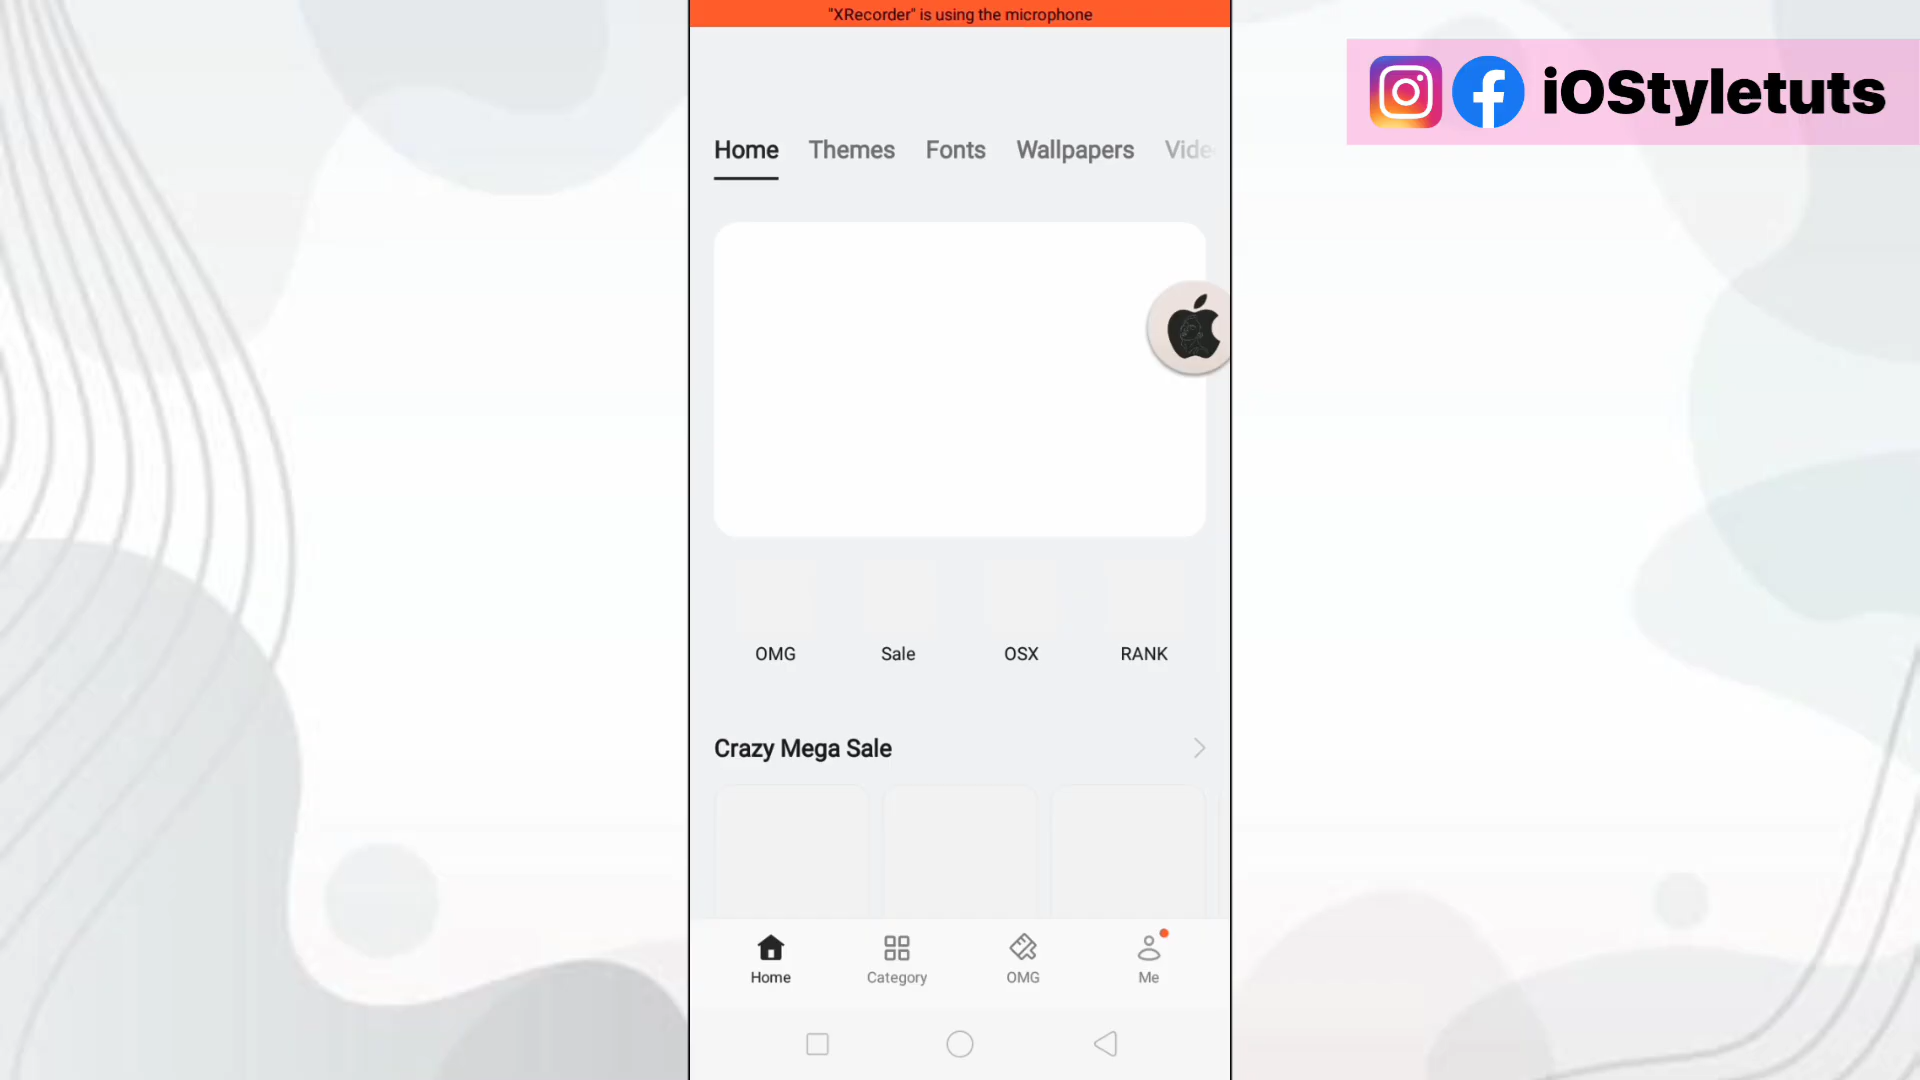 "XRecorder" is using the microphone
iOStyletuts
Home Themes Fonts Wallpapers
OMG Sale OSX RANK
Crazy Mega Sale
Home Category OMG Me